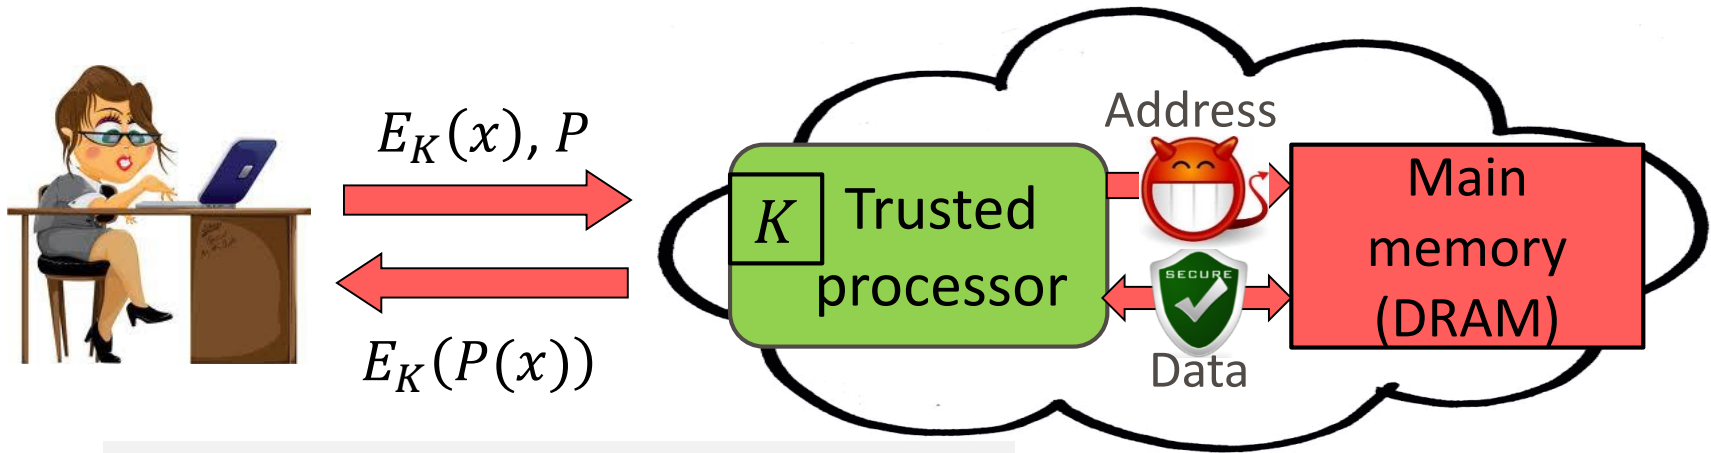 E_K(x), P
E_K(P(x))
K
Trusted
processor
Address
SECURE
Data
Main
memory
(DRAM)